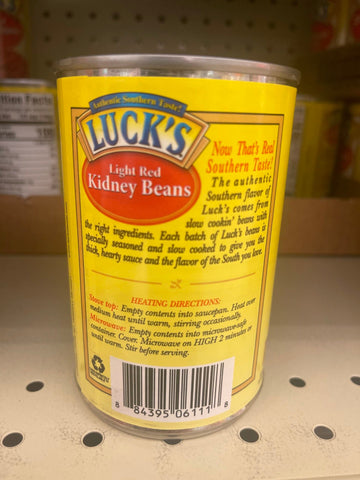 Nutrition Facts
Authentic Southern Taste!
LUCK'S
Light Red
Kidney Beans
Now That's Real
Southern Taste!
The authentic
Southern flavor of
Luck's comes from
slow cookin' beans with
the right ingredients. Each batch of Luck's beans is
specially seasoned and slow cooked to give you the
thick, hearty sauce and the flavor of the South you love.
HEATING DIRECTIONS:
Stove top: Empty contents into saucepan. Heat over
medium heat until warm, stirring occasionally.
Microwave: Empty contents into microwave-safe
container. Cover. Microwave on HIGH 2 minutes or
until warm. Stir before serving.
8 84395 06111 8